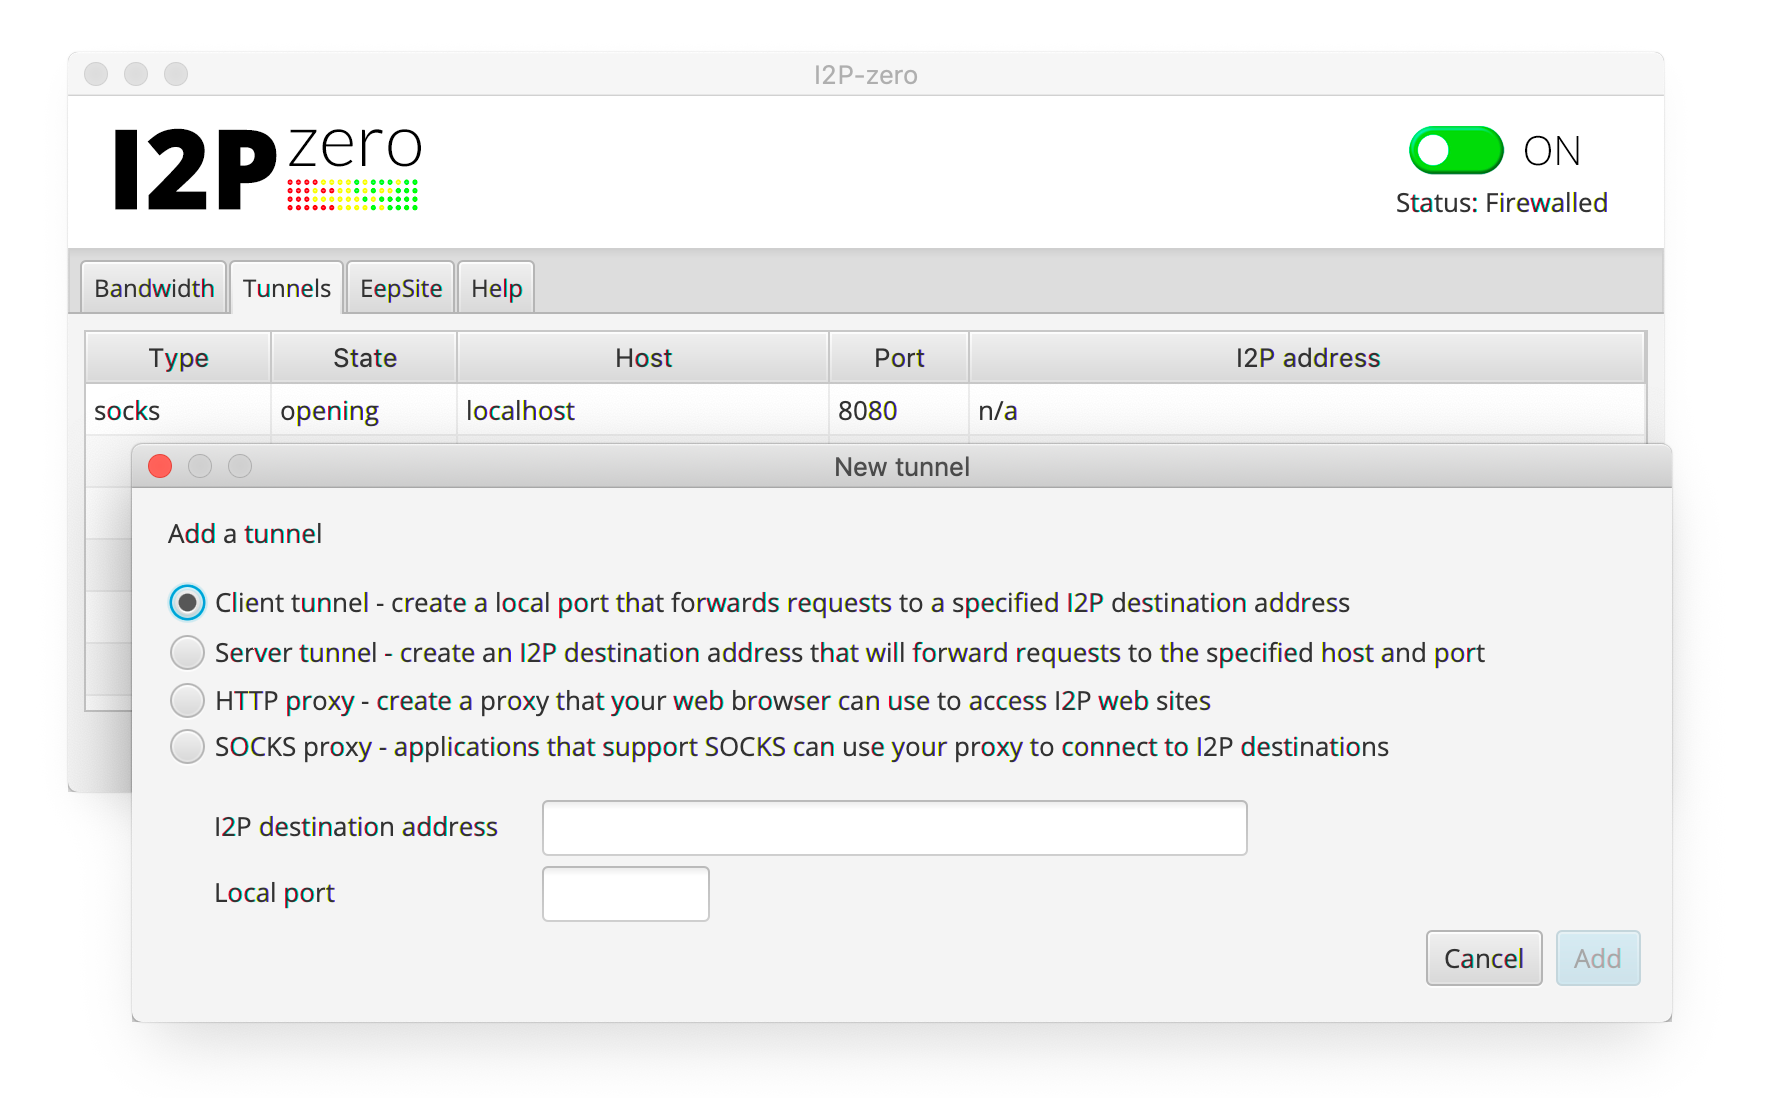 I2P-zero
I2P zero
ON
Status: Firewalled
Bandwidth Tunnels EepSite Help
Type State Host Port I2P address
socks opening localhost 8080 n/a
New tunnel
Add a tunnel
Client tunnel - create a local port that forwards requests to a specified I2P destination address
Server tunnel - create an I2P destination address that will forward requests to the specified host and port
HTTP proxy - create a proxy that your web browser can use to access I2P web sites
SOCKS proxy - applications that support SOCKS can use your proxy to connect to I2P destinations
I2P destination address
Local port
Cancel Add